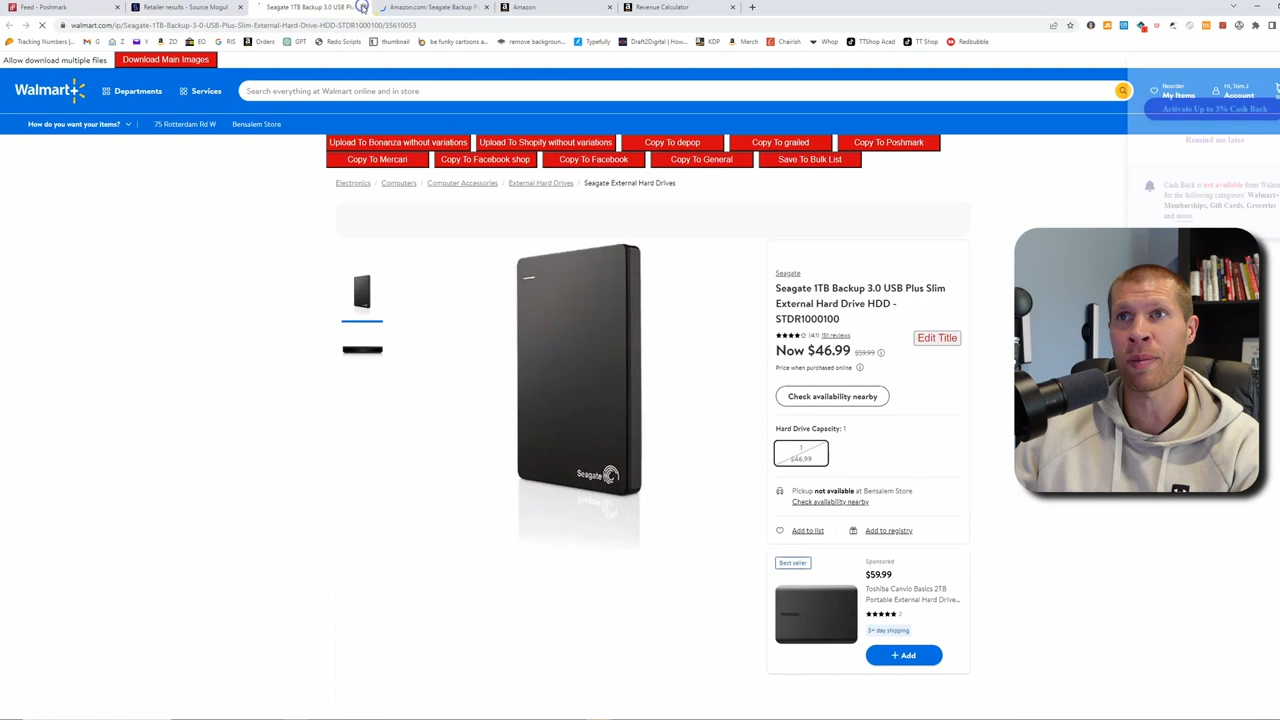 Feed - Poshmark
Retailer results - Source Mogul
Seagate 1TB Backup 3.0 USB Pl
Amazon.com: Seagate Backup P
Amazon
Revenue Calculator
walmart.com/ip/Seagate-1TB-Backup-3-0-USB-Plus-Slim-External-Hard-Drive-HDD-STDR1000100/35610053
Tracking Numbers | G Z Y ZO EO RIS Orders GPT Redo Scripts thumbnail be funky cartoons a... remove backgroun... Typefully Draft2Digital | How... KDP Merch Chairish Whop TTShop Acad TT Shop Redbubble
Allow download multiple files
Download Main Images
Walmart+
Departments
Services
Search everything at Walmart online and in store
Reorder
My Items
Hi, Tom J
Account
Activate Up to 3% Cash Back
Remind me later
How do you want your items?
75 Rotterdam Rd W
Bensalem Store
Upload To Bonanza without variations
Upload To Shopify without variations
Copy To depop
Copy To grailed
Copy To Poshmark
Copy To Mercari
Copy To Facebook shop
Copy To Facebook
Copy To General
Save To Bulk List
Cash Back is not available from Walma
for the following categories: Walmart+
Memberships, Gift Cards, Groceries
and more
Electronics / Computers / Computer Accessories / External Hard Drives / Seagate External Hard Drives
Seagate
Seagate
Seagate 1TB Backup 3.0 USB Plus Slim
External Hard Drive HDD -
STDR1000100
(4.1) 151 reviews
Edit Title
Now $46.99 $59.99
Price when purchased online
Check availability nearby
Hard Drive Capacity: 1
1
$46.99
Pickup not available at Bensalem Store
Check availability nearby
Add to list
Add to registry
Best seller
Sponsored
$59.99
Toshiba Canvio Basics 2TB
Portable External Hard Drive...
2
3+ day shipping
+ Add